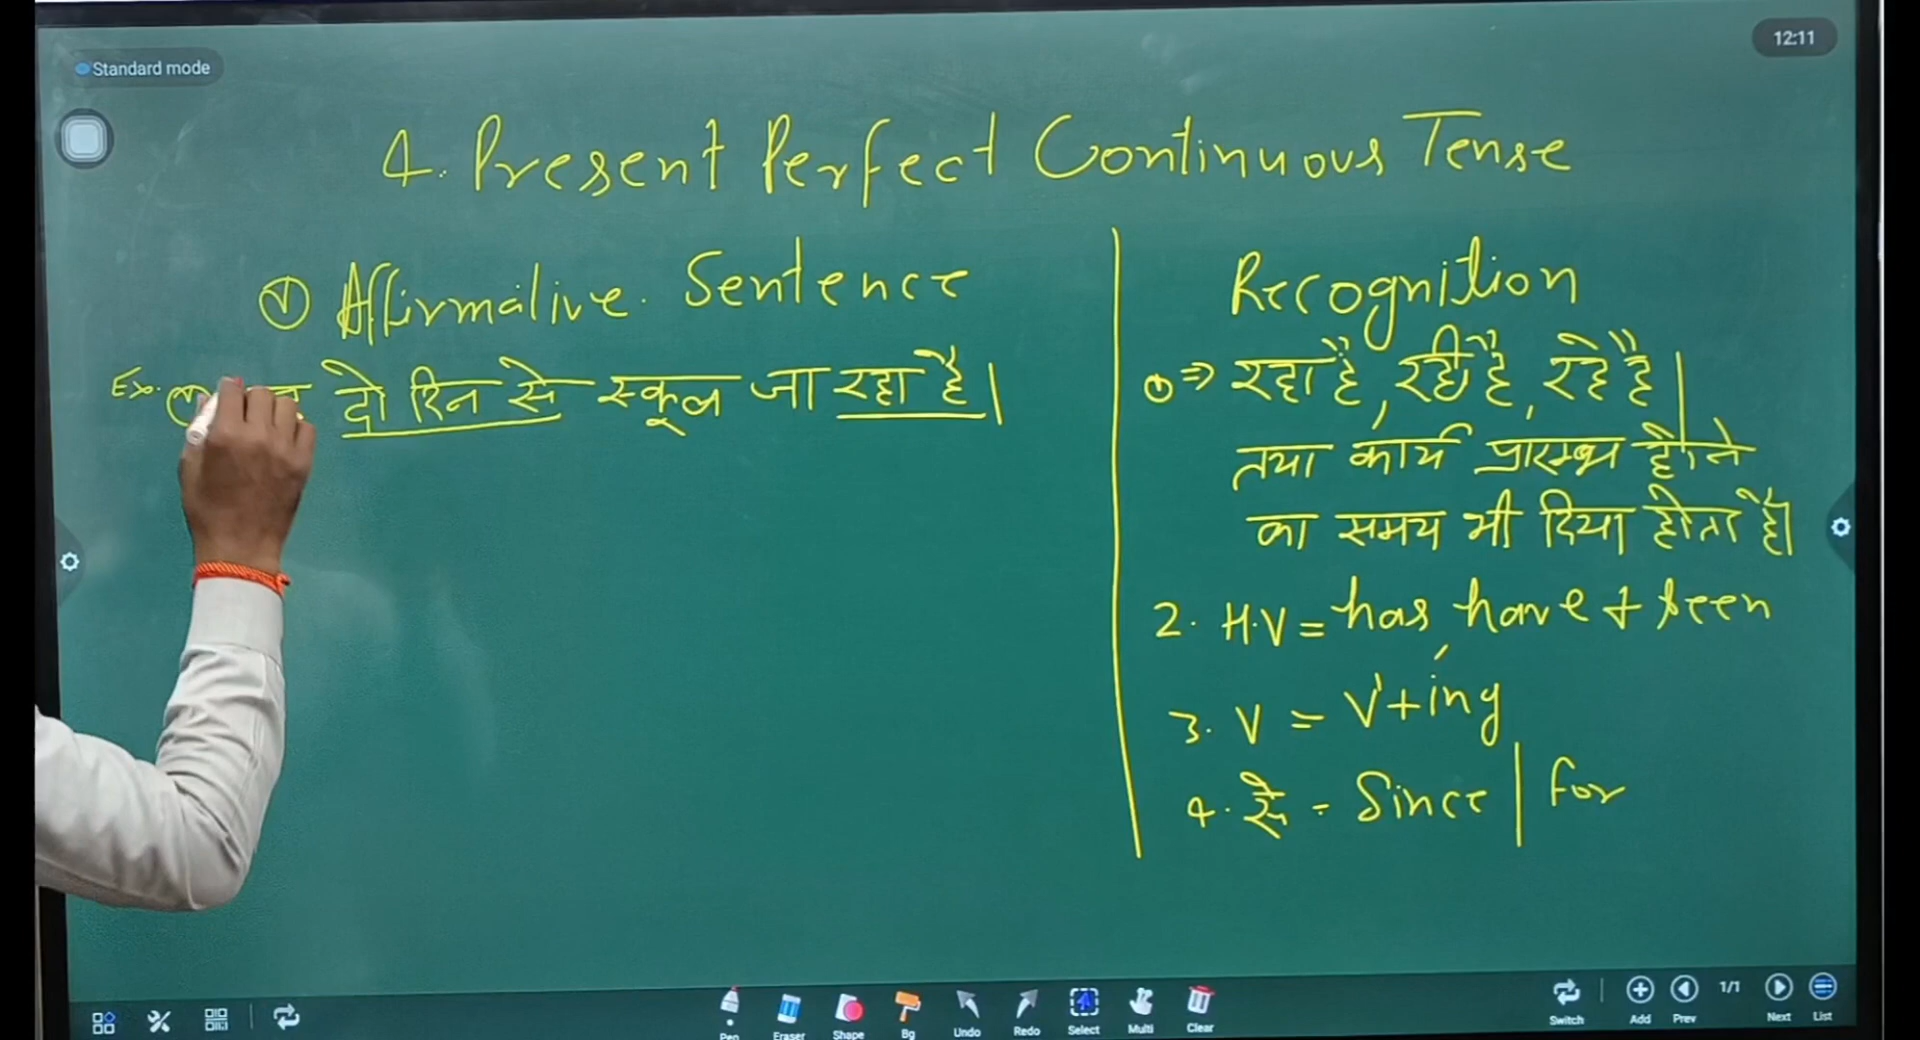 Standard mode
12:11
4. Present Perfect Continuous Tense
① Affirmative Sentence
Ex. दो दिन से स्कूल जा रहा है।
Recognition
① ⇒ रहा है, रही है, रहे हैं।
तथा कार्य प्रारम्भ होने
का समय भी दिया होता है।
2. H.V = has, have + been
3. V = V¹+ing
4. से = Since | for
Pen Eraser Shape Bg Undo Redo Select Multi Clear
Switch Add Prev 1/1 Next List